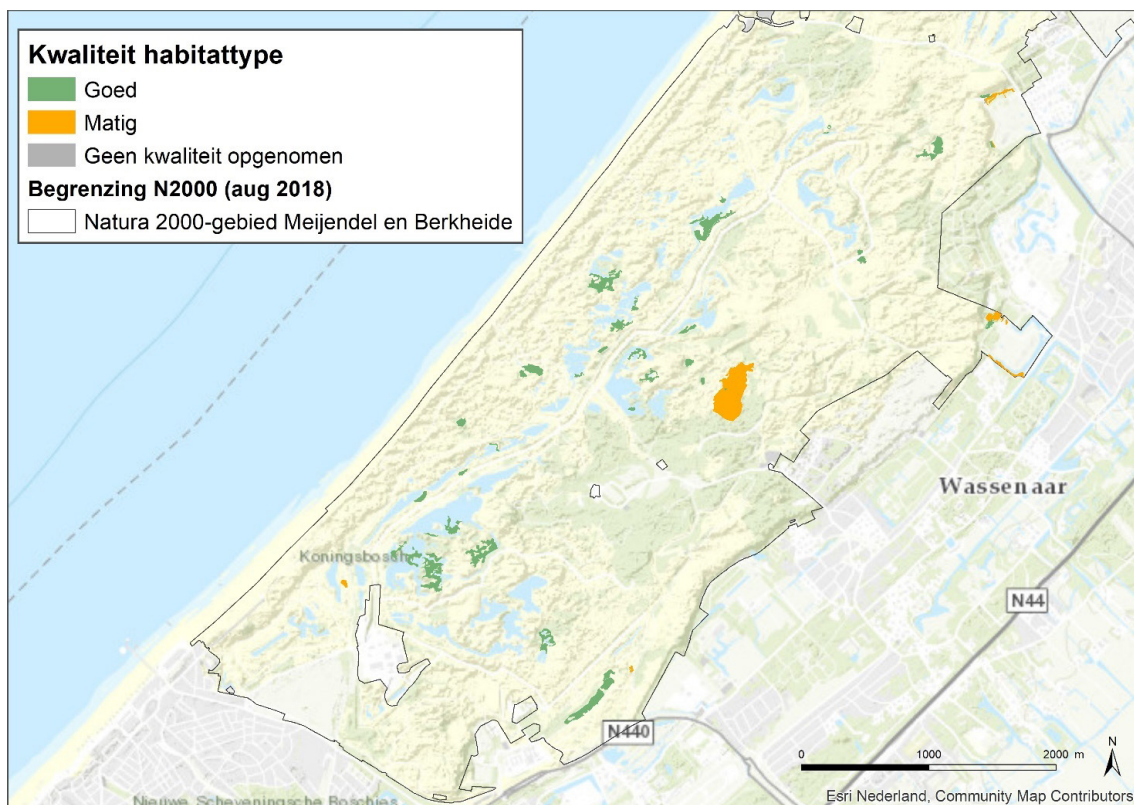 Kwaliteit habitattype
Goed
Matig
Geen kwaliteit opgenomen
Begrenzing N2000 (aug 2018)
Natura 2000-gebied Meijendel en Berkheide
Wassenaar
Koningsbosch
N44
N440
N
0 1000 2000 m
Nieuwe Scheveningsche Boschjes
Esri Nederland, Community Map Contributors